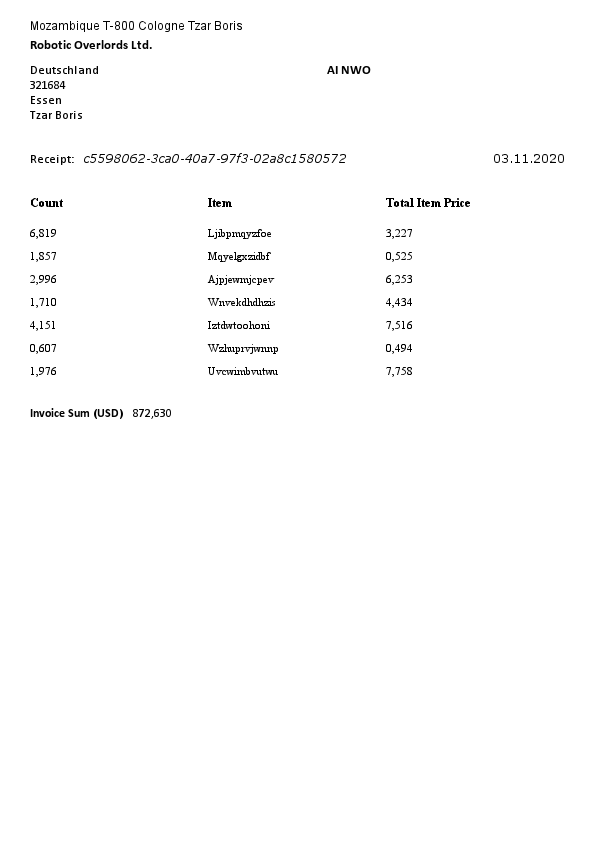 Mozambique T-800 Cologne Tzar Boris
Robotic Overlords Ltd.
Deutschland AI NWO
321684
Essen
Tzar Boris
Receipt: c5598062-3ca0-40a7-97f3-02a8c1580572 03.11.2020
Count Item Total Item Price
6,819 Ljibpmqyzfoe 3,227
1,857 Mqyelgxzidbf 0,525
2,996 Ajpjewmjcpev 6,253
1,710 Wnvekdhdhzis 4,434
4,151 Iztdwtoohoni 7,516
0,607 Wzhuprvjwnnp 0,494
1,976 Uvcwimbvutwu 7,758
Invoice Sum (USD) 872,630